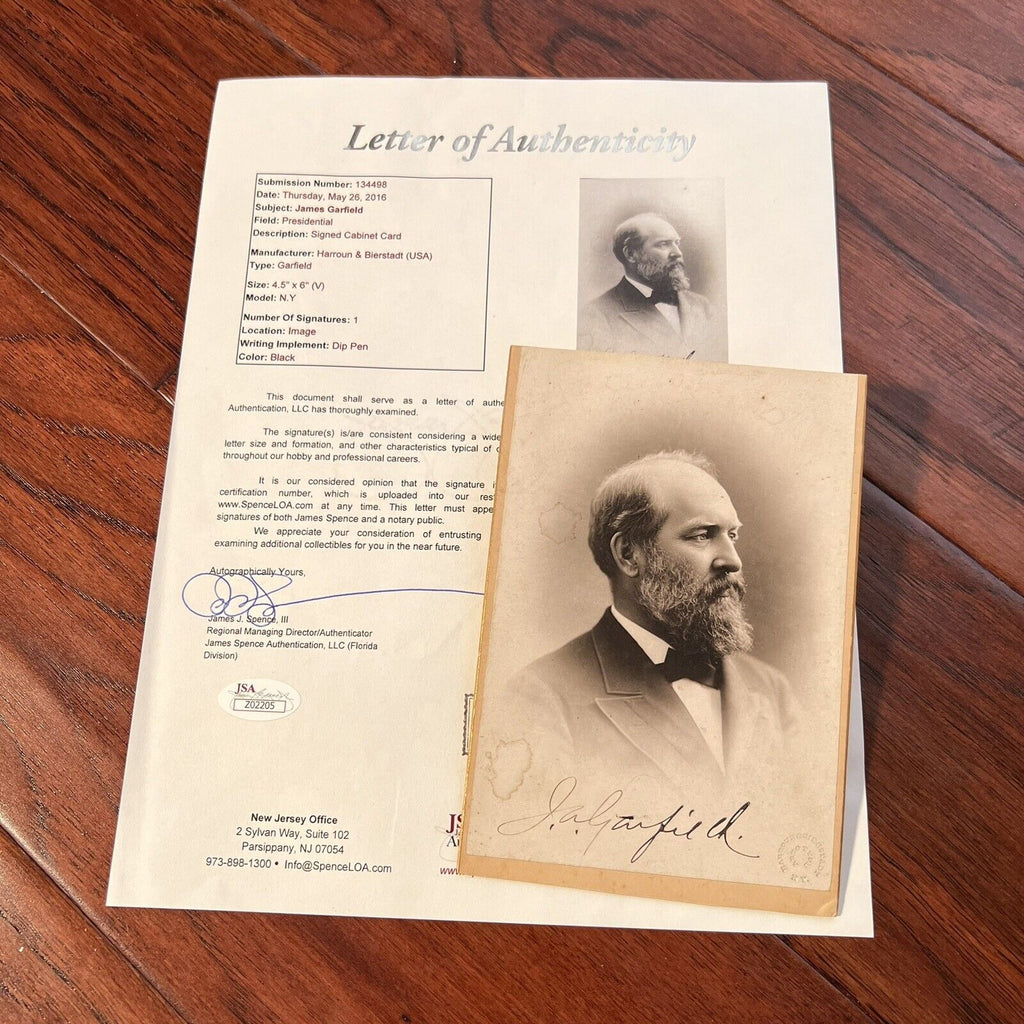 Letter of Authenticity
Submission Number: 134498
Date: Thursday, May 26, 2016
Subject: James Garfield
Field: Presidential
Description: Signed Cabinet Card
Manufacturer: Harroun & Bierstadt (USA)
Type: Garfield
Size: 4.5" x 6" (V)
Model: N.Y
Number Of Signatures: 1
Location: Image
Writing Implement: Dip Pen
Color: Black
This document shall serve as a letter of authe
Authentication, LLC has thoroughly examined.
The signature(s) is/are consistent considering a wide
letter size and formation, and other characteristics typical of
throughout our hobby and professional careers.
It is our considered opinion that the signature
certification number, which is uploaded into our res
www.SpenceLOA.com at any time. This letter must appe
signatures of both James Spence and a notary public.
We appreciate your consideration of entrusting
examining additional collectibles for you in the near future.
Autographically Yours,
James J. Spence, III
Regional Managing Director/Authenticator
James Spence Authentication, LLC (Florida
Division)
JSA
Z02205
New Jersey Office
2 Sylvan Way, Suite 102
Parsippany, NJ 07054
973-898-1300 • Info@SpenceLOA.com
JS
Au
www.
J.A. Garfield.